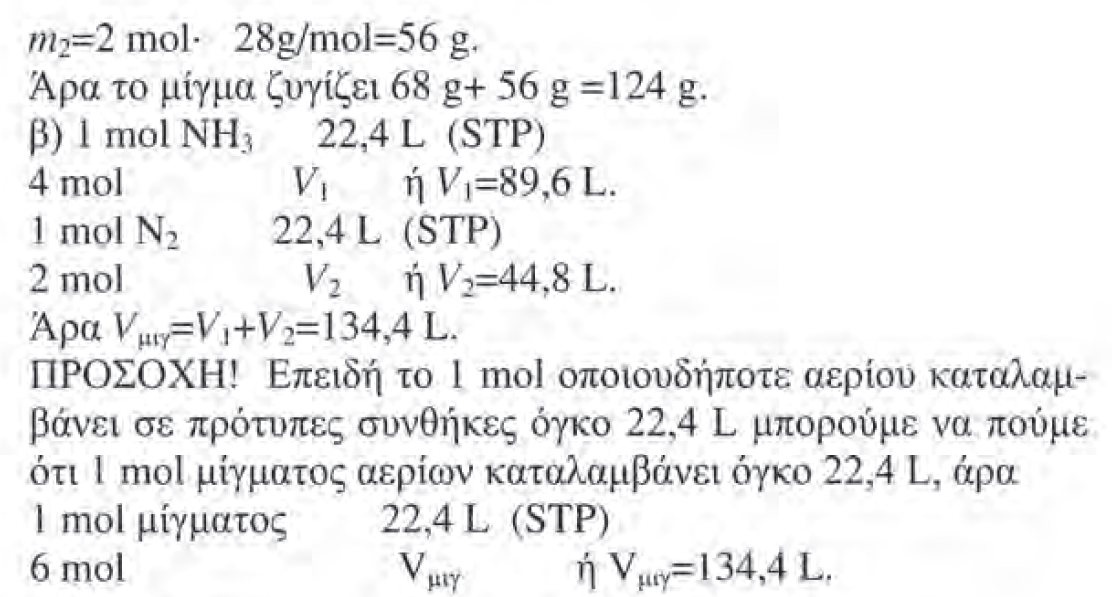 m₂=2 mol· 28g/mol=56 g.
Άρα το μίγμα ζυγίζει 68 g+ 56 g =124 g.
β) 1 mol NH₃ 22,4 L (STP)
4 mol V₁ ή V₁=89,6 L.
1 mol N₂ 22,4 L (STP)
2 mol V₂ ή V₂=44,8 L.
Άρα Vμιγ=V₁+V₂=134,4 L.
ΠΡΟΣΟΧΗ! Επειδή το 1 mol οποιουδήποτε αερίου καταλαμ-
βάνει σε πρότυπες συνθήκες όγκο 22,4 L μπορούμε να πούμε
ότι 1 mol μίγματος αερίων καταλαμβάνει όγκο 22,4 L, άρα
1 mol μίγματος 22,4 L (STP)
6 mol Vμιγ ή Vμιγ=134,4 L.